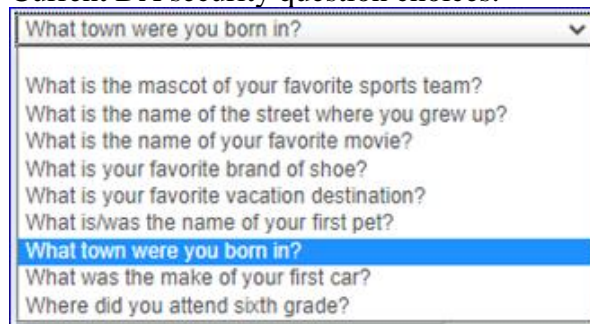 What town were you born in?
What is the mascot of your favorite sports team?
What is the name of the street where you grew up?
What is the name of your favorite movie?
What is your favorite brand of shoe?
What is your favorite vacation destination?
What is/was the name of your first pet?
What town were you born in?
What was the make of your first car?
Where did you attend sixth grade?